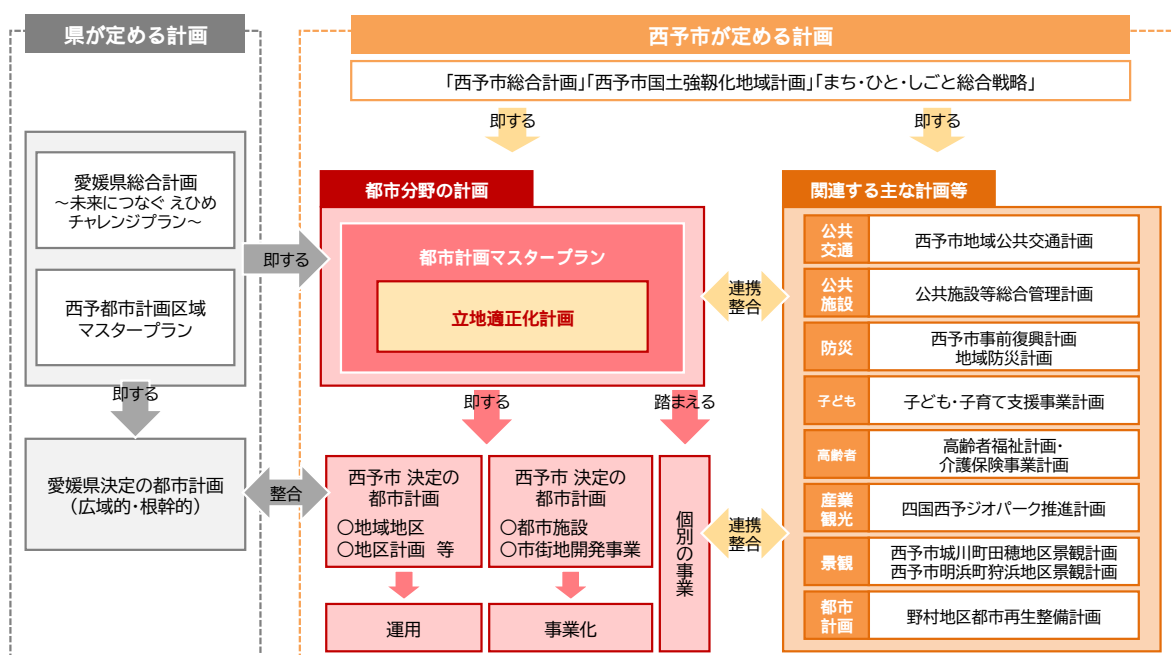 県が定める計画
西予市が定める計画
「西予市総合計画」「西予市国土強靱化地域計画」「まち・ひと・しごと総合戦略」
即する
即する
愛媛県総合計画
～未来につなぐ えひめ
チャレンジプラン～
西予都市計画区域
マスタープラン
即する
即する
愛媛県決定の都市計画
（広域的・根幹的）
整合
都市分野の計画
都市計画マスタープラン
立地適正化計画
即する
踏まえる
西予市 決定の
都市計画
○地域地区
○地区計画 等
西予市 決定の
都市計画
○都市施設
○市街地開発事業
個別の事業
運用
事業化
連携
整合
連携
整合
関連する主な計画等
公共
交通
西予市地域公共交通計画
公共
施設
公共施設等総合管理計画
防災
西予市事前復興計画
地域防災計画
子ども
子ども・子育て支援事業計画
高齢者
高齢者福祉計画・
介護保険事業計画
産業
観光
四国西予ジオパーク推進計画
景観
西予市城川町田穂地区景観計画
西予市明浜町狩浜地区景観計画
都市
計画
野村地区都市再生整備計画